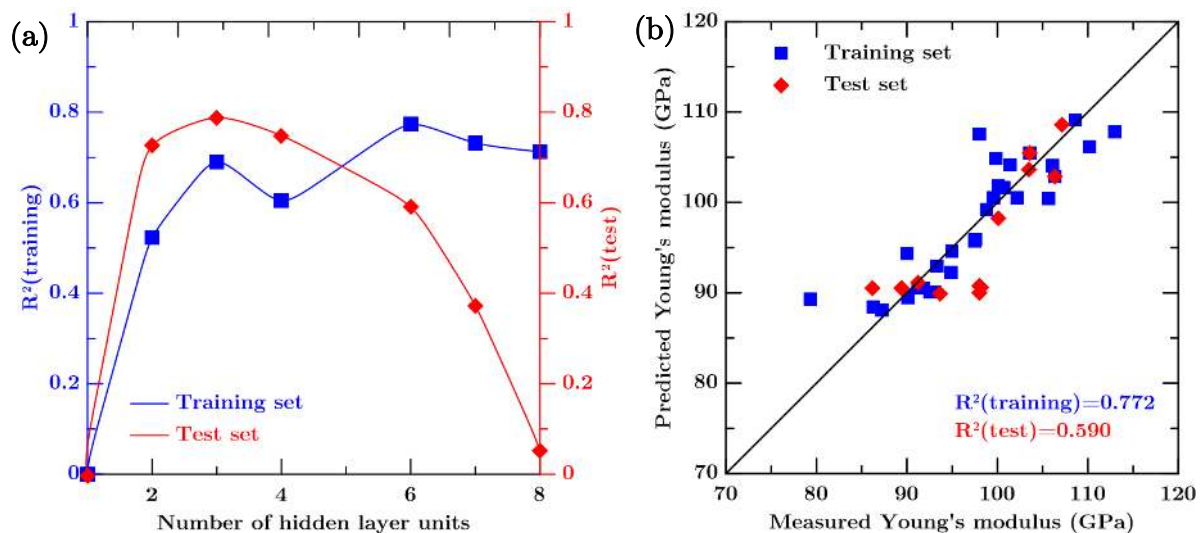 (a)
1
0.8
0.6
0.4
0.2
0
R²(training)
1
0.8
0.6
0.4
0.2
0
R²(test)
Training set
Test set
2
4
6
8
Number of hidden layer units
(b)
120
110
100
90
80
70
Predicted Young's modulus (GPa)
Training set
Test set
R²(training)=0.772
R²(test)=0.590
70
80
90
100
110
120
Measured Young's modulus (GPa)